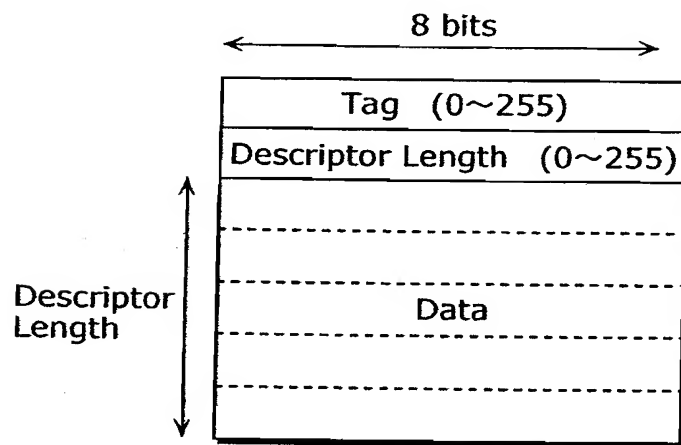 8 bits
Tag (0~255)
Descriptor Length (0~255)
Descriptor
Length
Data